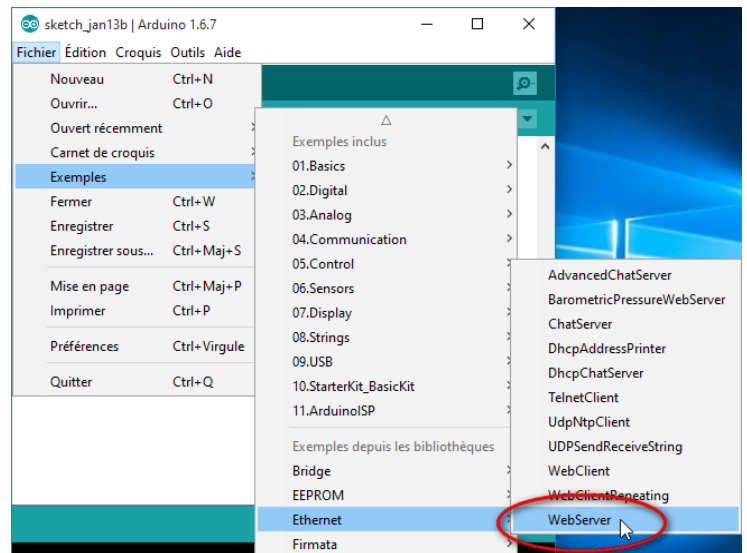 sketch_jan13b | Arduino 1.6.7
Fichier Édition Croquis Outils Aide
Nouveau Ctrl+N
Ouvrir... Ctrl+O
Ouvert récemment
Carnet de croquis
Exemples
Fermer Ctrl+W
Enregistrer Ctrl+S
Enregistrer sous... Ctrl+Maj+S
Mise en page Ctrl+Maj+P
Imprimer Ctrl+P
Préférences Ctrl+Virgule
Quitter Ctrl+Q
Exemples inclus
01.Basics
02.Digital
03.Analog
04.Communication
05.Control
06.Sensors
07.Display
08.Strings
09.USB
10.StarterKit_BasicKit
11.ArduinoISP
Exemples depuis les bibliothèques
Bridge
EEPROM
Ethernet
Firmata
AdvancedChatServer
BarometricPressureWebServer
ChatServer
DhcpAddressPrinter
DhcpChatServer
TelnetClient
UdpNtpClient
UDPSendReceiveString
WebClient
WebClientRepeating
WebServer